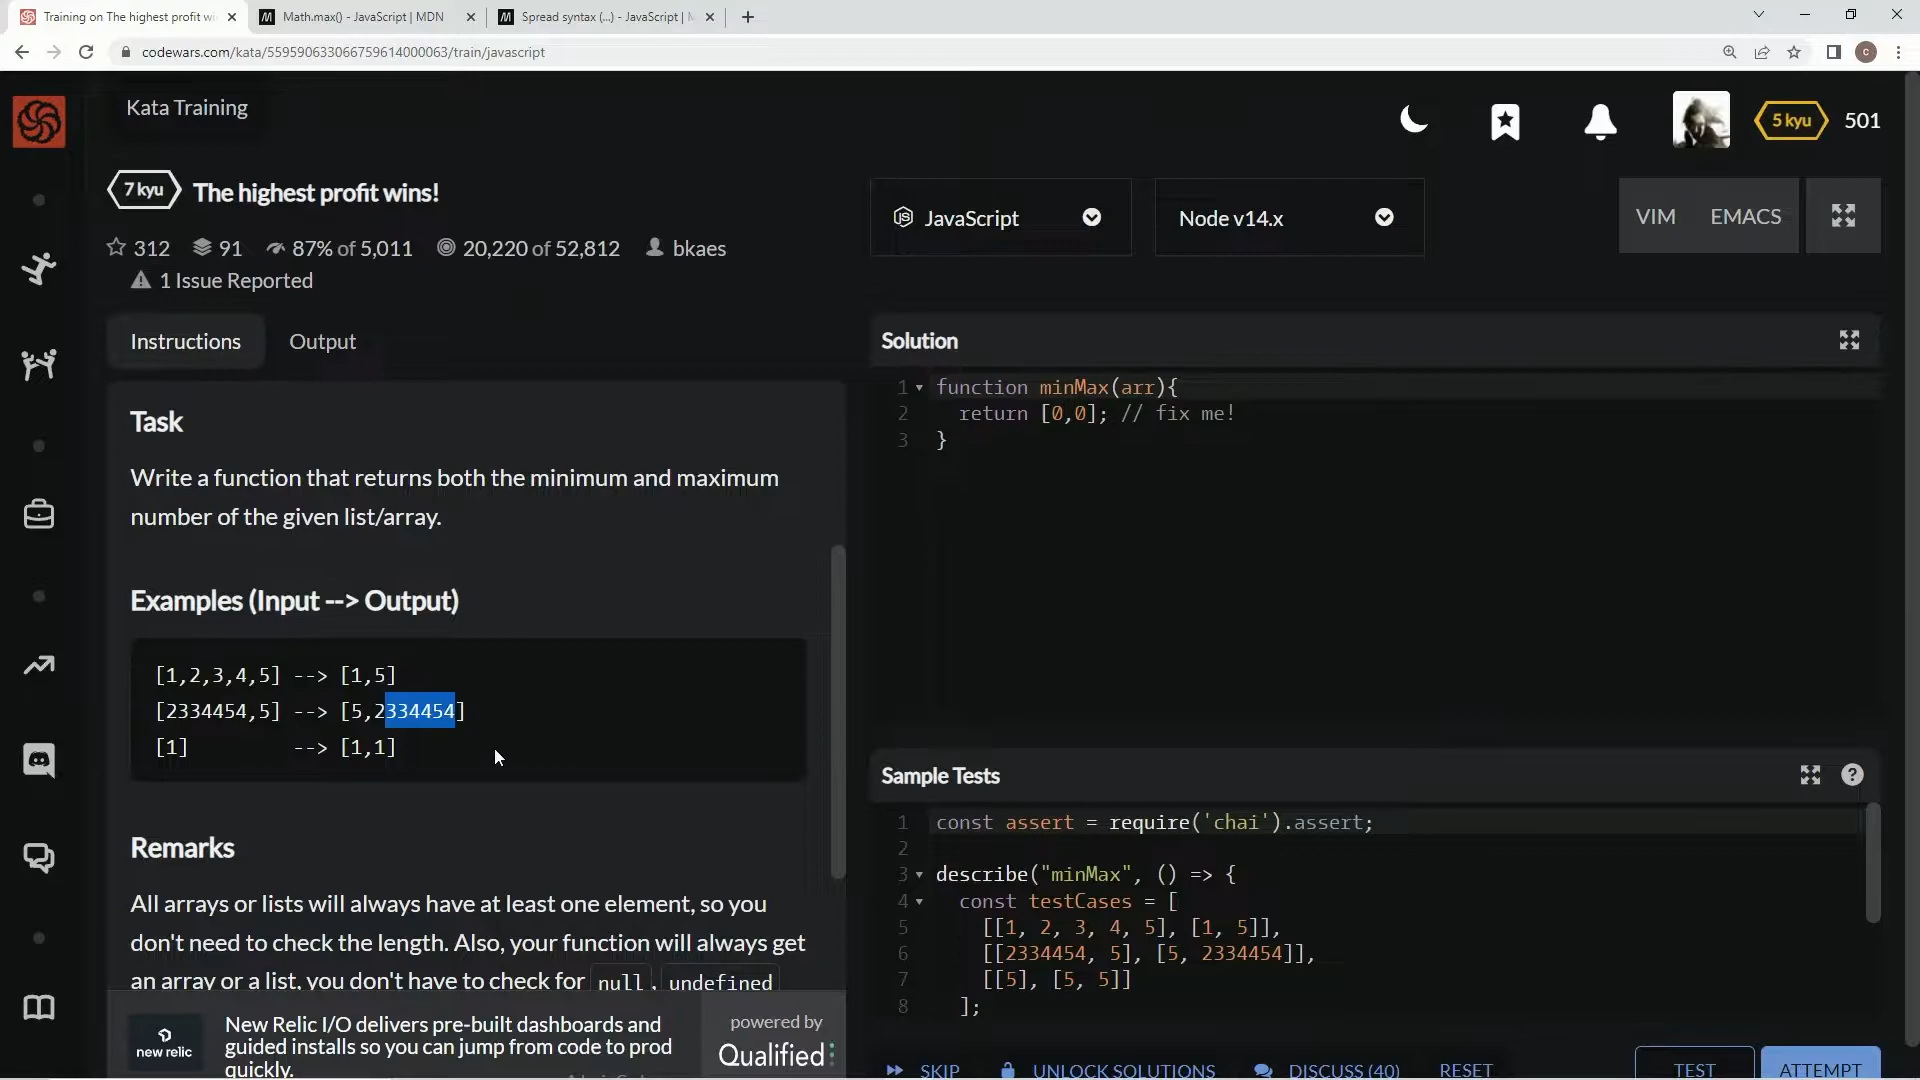 Training on The highest profit wi
Math.max() - JavaScript | MDN
Spread syntax (...) - JavaScript |
codewars.com/kata/559590633066759614000063/train/javascript
C
Kata Training
5 kyu
501
7 kyu
The highest profit wins!
312
91
87% of 5,011
20,220 of 52,812
bkaes
1 Issue Reported
JavaScript
Node v14.x
VIM
EMACS
Instructions
Output
Task
Write a function that returns both the minimum and maximum
number of the given list/array.
Examples (Input --> Output)
[1,2,3,4,5] --> [1,5]
[2334454,5] --> [5,2334454]
[1]         --> [1,1]
Remarks
All arrays or lists will always have at least one element, so you
don't need to check the length. Also, your function will always get
an array or a list, you don't have to check for null, undefined
new relic
New Relic I/O delivers pre-built dashboards and
guided installs so you can jump from code to prod
quickly.
powered by
Qualified
Solution
1 function minMax(arr){
2   return [0,0]; // fix me!
3 }
Sample Tests
?
1 const assert = require('chai').assert;
2
3 describe("minMax", () => {
4   const testCases = [
5     [[1, 2, 3, 4, 5], [1, 5]],
6     [[2334454, 5], [5, 2334454]],
7     [[5], [5, 5]]
8   ];
SKIP
UNLOCK SOLUTIONS
DISCUSS (40)
RESET
TEST
ATTEMPT